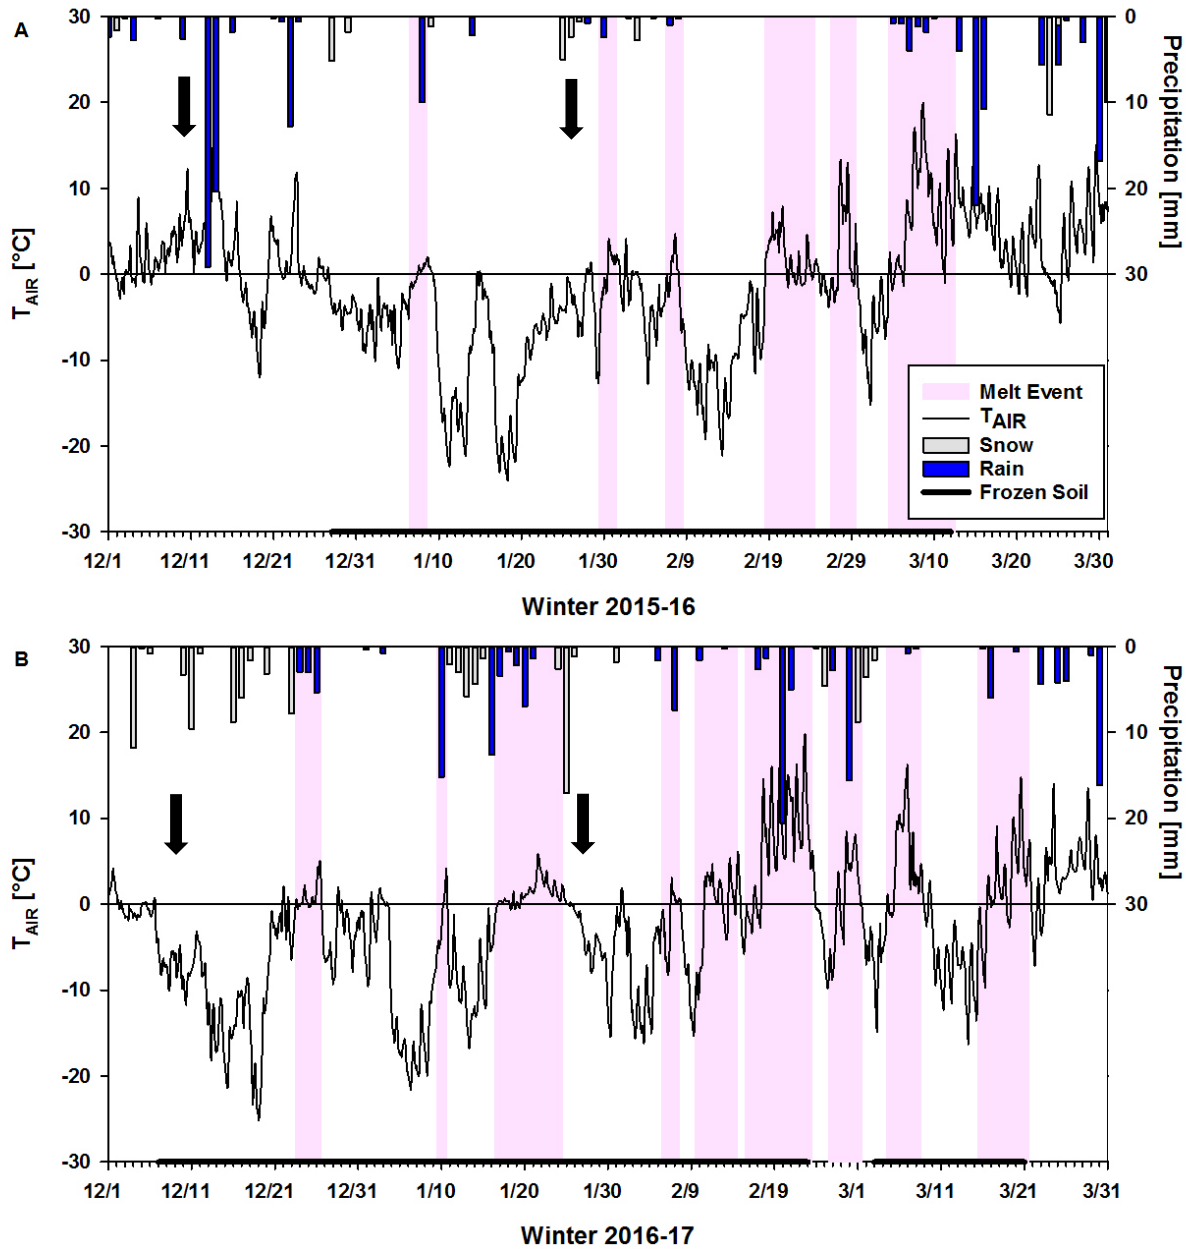 A
30
20
10
0
-10
-20
-30
T_AIR [°C]
0
10
20
30
Precipitation [mm]
Melt Event
T_AIR
Snow
Rain
Frozen Soil
12/1 12/11 12/21 12/31 1/10 1/20 1/30 2/9 2/19 2/29 3/10 3/20 3/30
Winter 2015-16
B
30
20
10
0
-10
-20
-30
T_AIR [°C]
0
10
20
30
Precipitation [mm]
12/1 12/11 12/21 12/31 1/10 1/20 1/30 2/9 2/19 3/1 3/11 3/21 3/31
Winter 2016-17